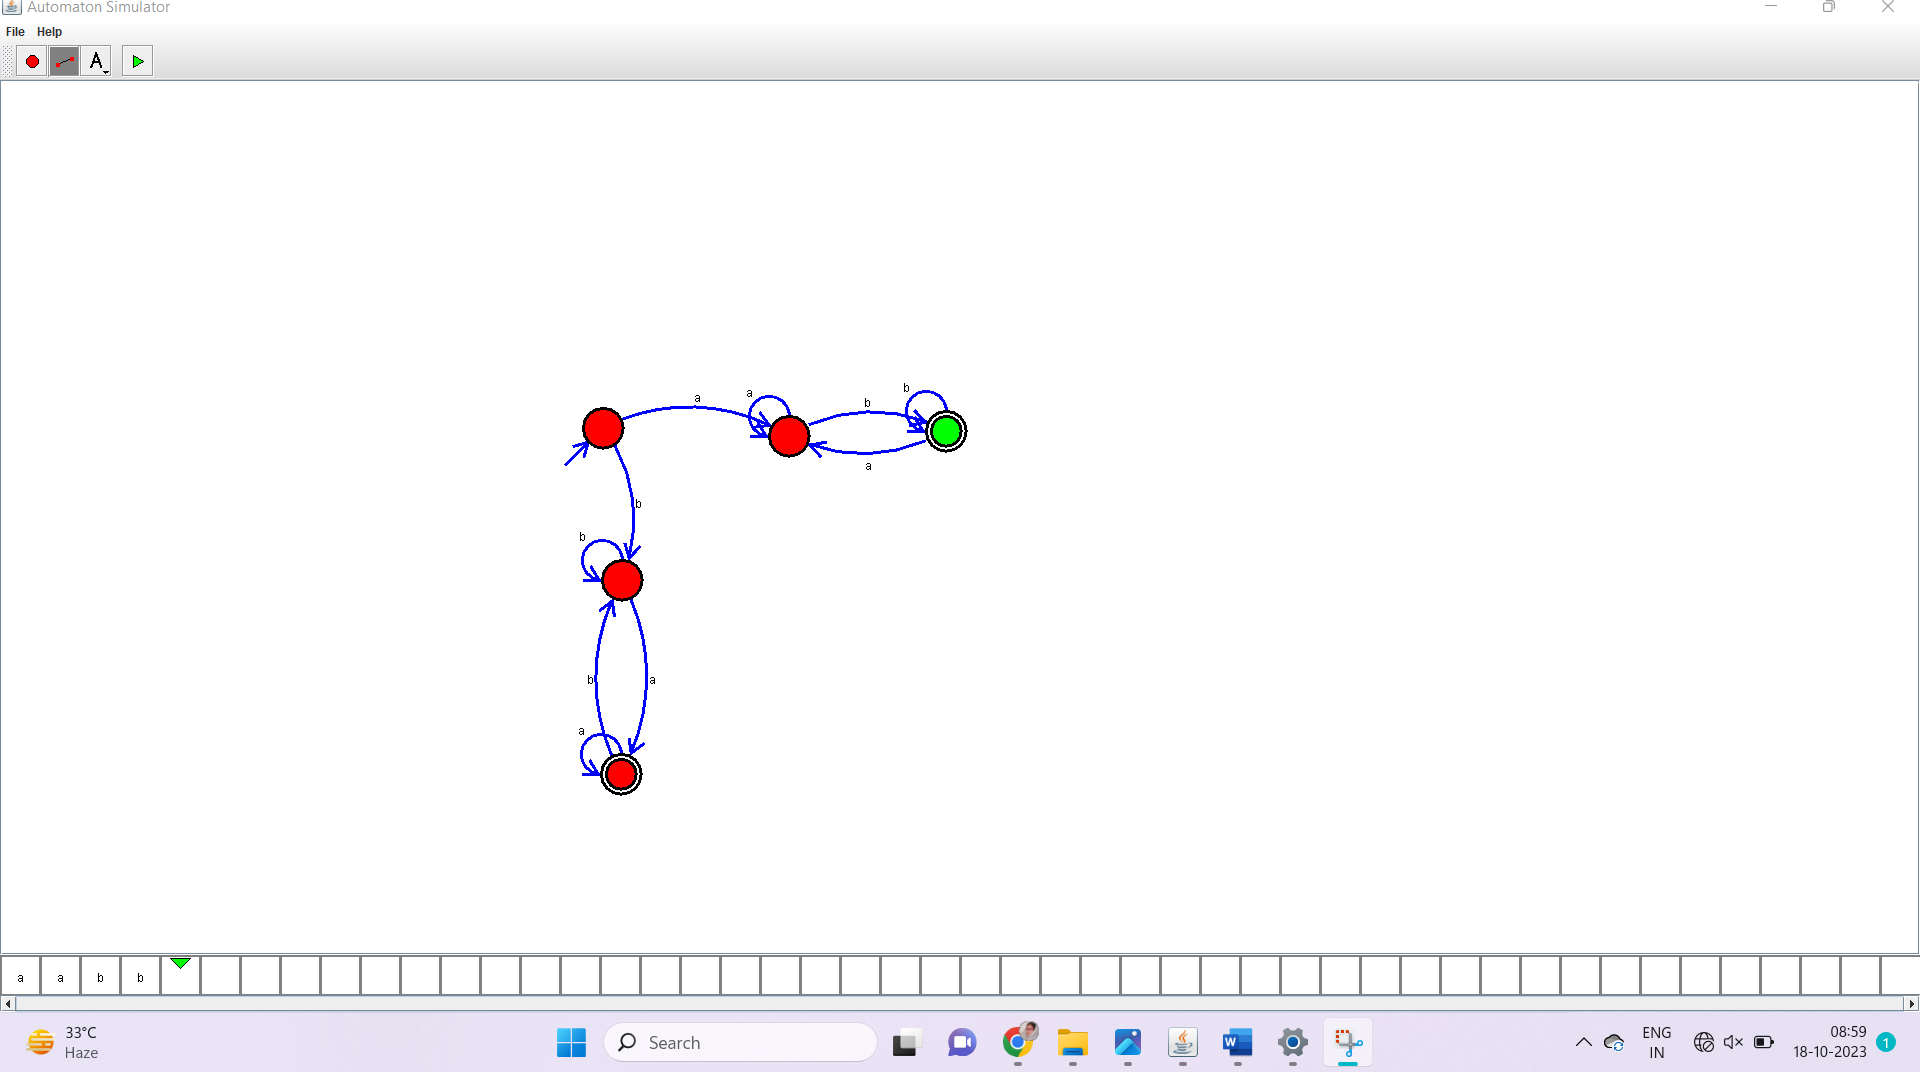 Automaton Simulator
File Help
A
a
a
b
b
a
b
b
b
a
a
a a b b
33°C
Haze
Search
W
ENG
IN
08:59
18-10-2023
1